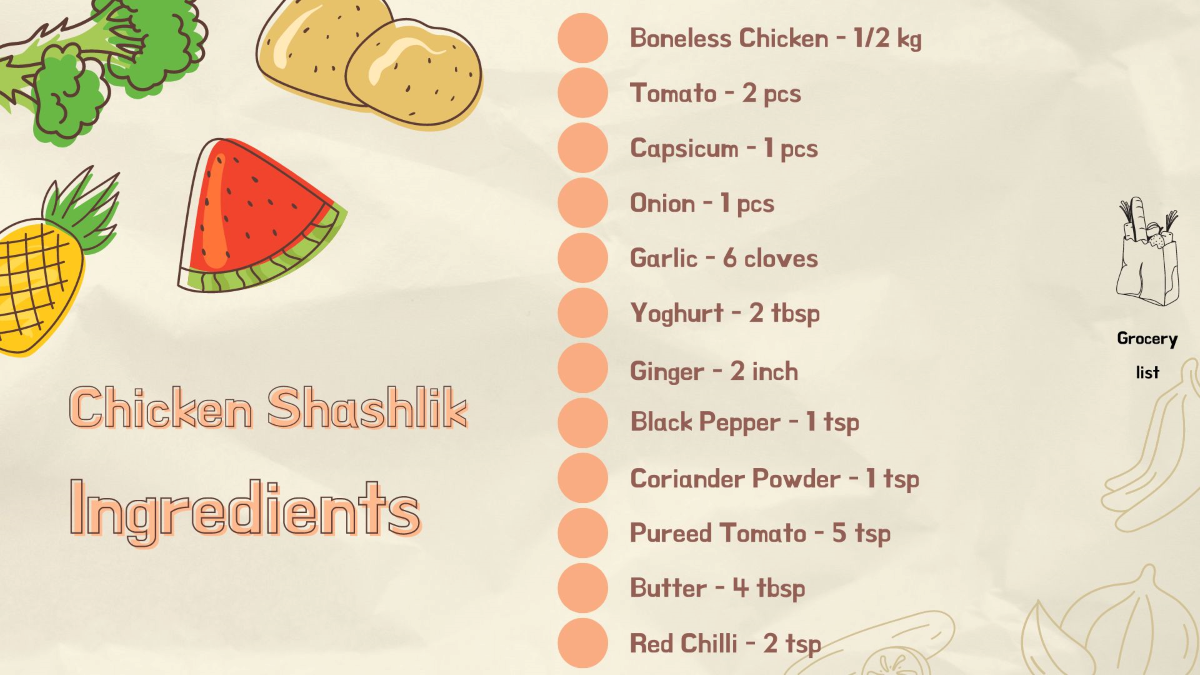 Chicken Shashlik
Ingredients
Boneless Chicken - 1/2 kg
Tomato - 2 pcs
Capsicum - 1 pcs
Onion - 1 pcs
Garlic - 6 cloves
Yoghurt - 2 tbsp
Ginger - 2 inch
Black Pepper - 1 tsp
Coriander Powder - 1 tsp
Pureed Tomato - 5 tsp
Butter - 4 tbsp
Red Chilli - 2 tsp
Grocery
list